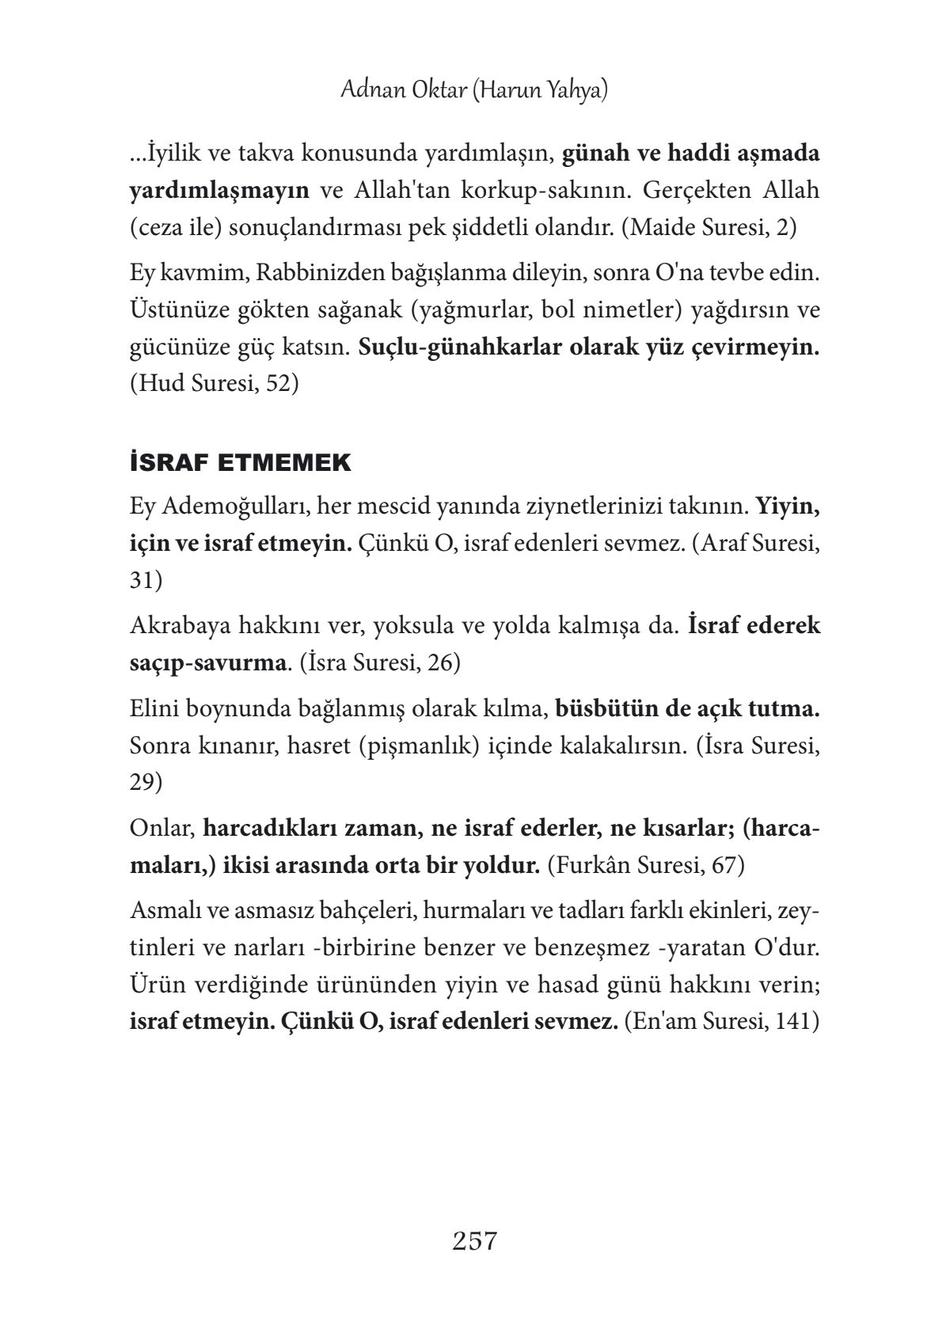 Adnan Oktar (Harun Yahya)
...İyilik ve takva konusunda yardımlaşın, günah ve haddi aşmada
yardımlaşmayın ve Allah'tan korkup-sakının. Gerçekten Allah
(ceza ile) sonuçlandırması pek şiddetli olandır. (Maide Suresi, 2)
Ey kavmim, Rabbinizden bağışlanma dileyin, sonra O'na tevbe edin.
Üstünüze gökten sağanak (yağmurlar, bol nimetler) yağdırsın ve
gücünüze güç katsın. Suçlu-günahkarlar olarak yüz çevirmeyin.
(Hud Suresi, 52)
İSRAF ETMEMEK
Ey Ademoğulları, her mescid yanında ziynetlerinizi takının. Yiyin,
için ve israf etmeyin. Çünkü O, israf edenleri sevmez. (Araf Suresi,
31)
Akrabaya hakkını ver, yoksula ve yolda kalmışa da. İsraf ederek
saçıp-savurma. (İsra Suresi, 26)
Elini boynunda bağlanmış olarak kılma, büsbütün de açık tutma.
Sonra kınanır, hasret (pişmanlık) içinde kalakalırsın. (İsra Suresi,
29)
Onlar, harcadıkları zaman, ne israf ederler, ne kısarlar; (harca-
maları,) ikisi arasında orta bir yoldur. (Furkân Suresi, 67)
Asmalı ve asmasız bahçeleri, hurmaları ve tadları farklı ekinleri, zey-
tinleri ve narları -birbirine benzer ve benzeşmez -yaratan O'dur.
Ürün verdiğinde ürününden yiyin ve hasad günü hakkını verin;
israf etmeyin. Çünkü O, israf edenleri sevmez. (En'am Suresi, 141)
257